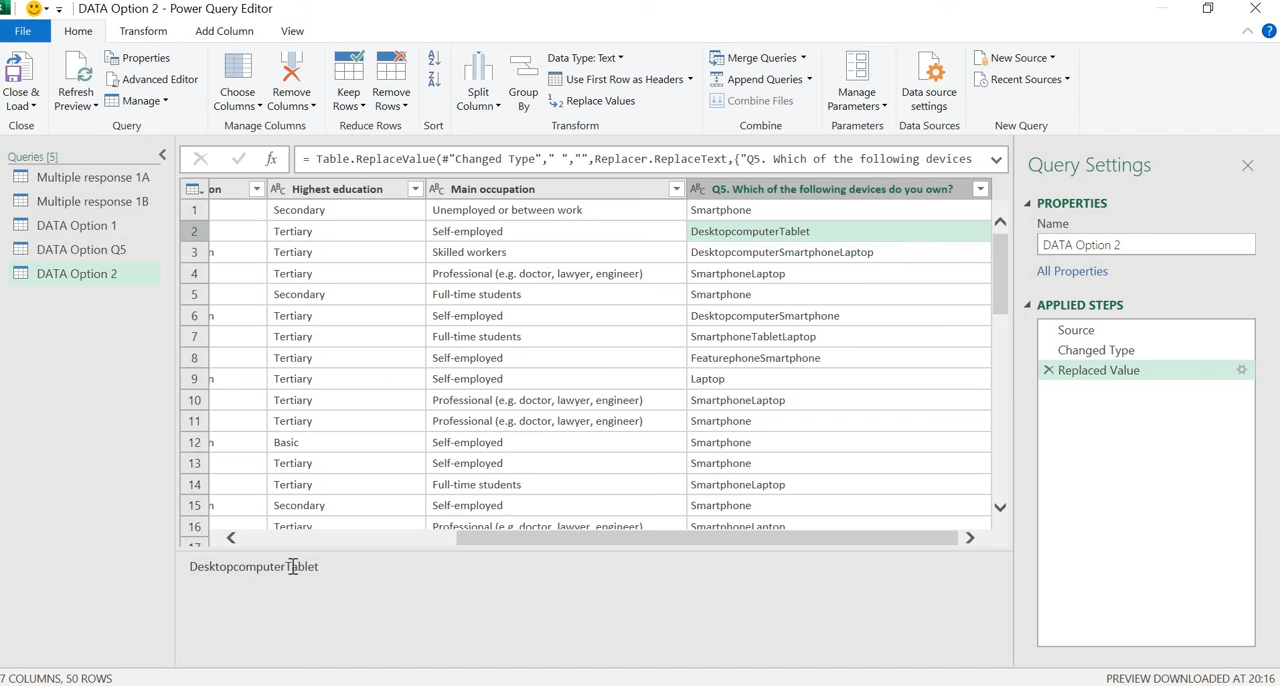 DATA Option 2 - Power Query Editor
File Home Transform Add Column View
Close & Load
Refresh Preview
Properties
Advanced Editor
Manage
Choose Columns
Remove Columns
Keep Rows
Remove Rows
Split Column
Group By
Data Type: Text
Use First Row as Headers
Replace Values
Merge Queries
Append Queries
Combine Files
Manage Parameters
Data source settings
New Source
Recent Sources
Close Query Manage Columns Reduce Rows Sort Transform Combine Parameters Data Sources New Query
Queries [5]
Multiple response 1A
Multiple response 1B
DATA Option 1
DATA Option Q5
DATA Option 2
fx = Table.ReplaceValue(#"Changed Type"," ","",Replacer.ReplaceText,{"Q5. Which of the following devices
on Highest education Main occupation Q5. Which of the following devices do you own?
1 Secondary Unemployed or between work Smartphone
2 Tertiary Self-employed DesktopcomputerTablet
3 n Tertiary Skilled workers DesktopcomputerSmartphoneLaptop
4 Tertiary Professional (e.g. doctor, lawyer, engineer) SmartphoneLaptop
5 Secondary Full-time students Smartphone
6 n Tertiary Self-employed DesktopcomputerSmartphone
7 Tertiary Full-time students SmartphoneTabletLaptop
8 Tertiary Self-employed FeaturephoneSmartphone
9 n Tertiary Self-employed Laptop
10 Tertiary Professional (e.g. doctor, lawyer, engineer) SmartphoneLaptop
11 Tertiary Professional (e.g. doctor, lawyer, engineer) Smartphone
12 n Basic Self-employed Smartphone
13 Tertiary Self-employed Smartphone
14 Tertiary Full-time students SmartphoneLaptop
15 Secondary Self-employed Smartphone
16 Tertiary Professional (e.g. doctor, lawyer, engineer) SmartphoneLaptop
17
DesktopcomputerTablet
Query Settings
PROPERTIES
Name
DATA Option 2
All Properties
APPLIED STEPS
Source
Changed Type
Replaced Value
7 COLUMNS, 50 ROWS
PREVIEW DOWNLOADED AT 20:16